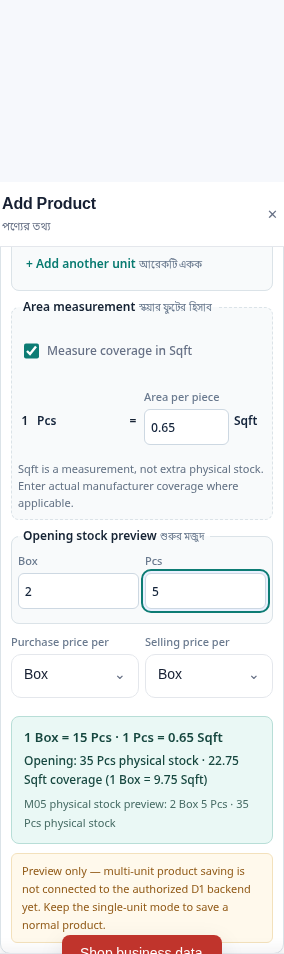 Add Product
পণ্যের তথ্য
×
+ Add another unit আরেকটি একক
Area measurement স্কয়ার ফুটের হিসাব
Measure coverage in Sqft
Area per piece
1 Pcs = 0.65 Sqft
Sqft is a measurement, not extra physical stock.
Enter actual manufacturer coverage where
applicable.
Opening stock preview শুরুর মজুদ
Box Pcs
2 5
Purchase price per Selling price per
Box Box
1 Box = 15 Pcs · 1 Pcs = 0.65 Sqft
Opening: 35 Pcs physical stock · 22.75
Sqft coverage (1 Box = 9.75 Sqft)
M05 physical stock preview: 2 Box 5 Pcs · 35
Pcs physical stock
Preview only — multi-unit product saving is
not connected to the authorized D1 backend
yet. Keep the single-unit mode to save a
normal product.
Shop business data